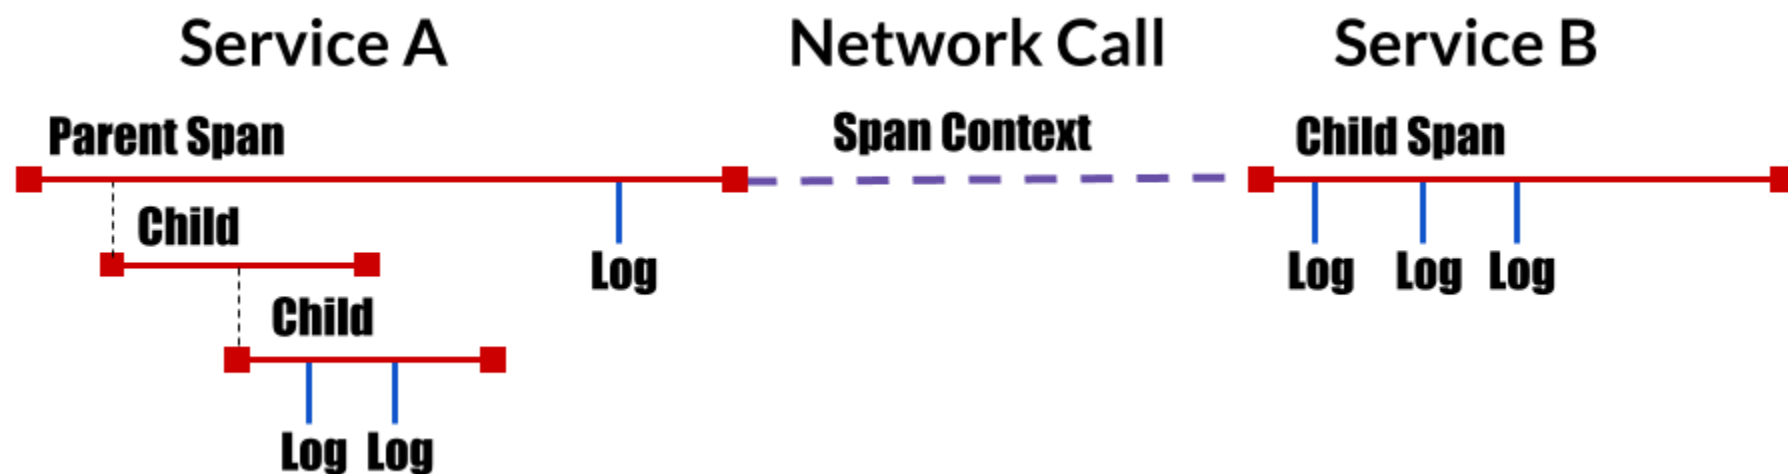 Service A
Network Call
Service B
Parent Span
Span Context
Child Span
Child
Log
Log
Log
Log
Child
Log
Log